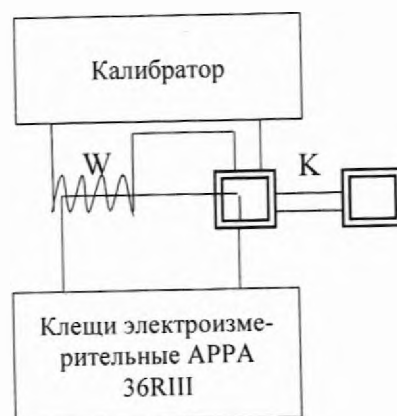 Калибратор
W
K
Клещи электроизме-
рительные APPA
36RIII